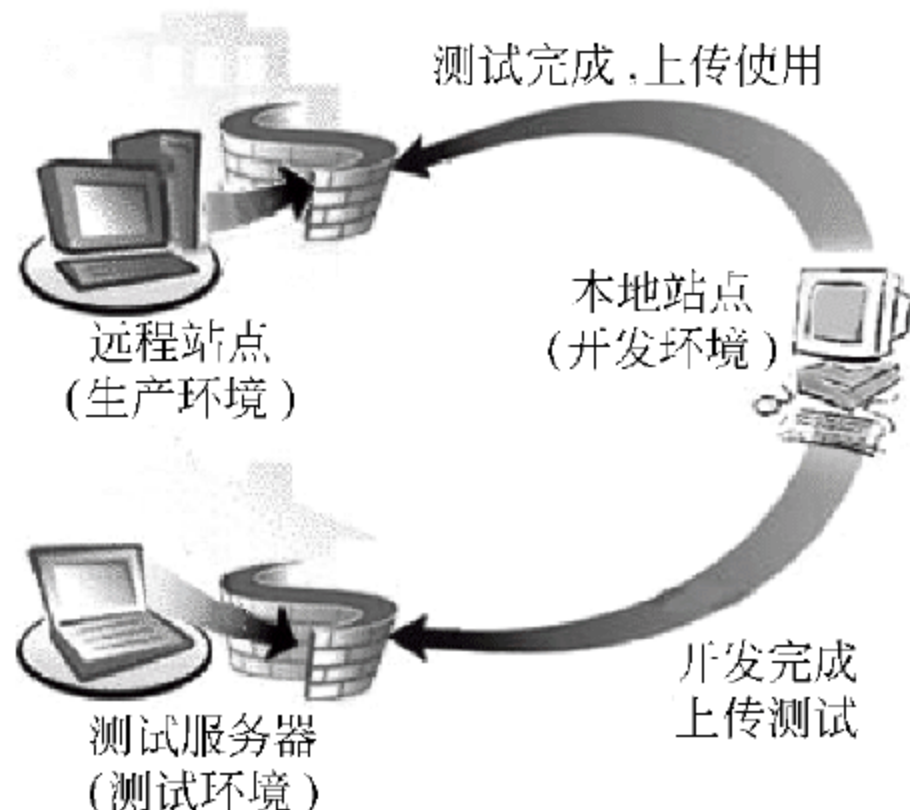 测试完成,上传使用
本地站点
(开发环境)
远程站点
(生产环境)
开发完成
上传测试
测试服务器
(测试环境)